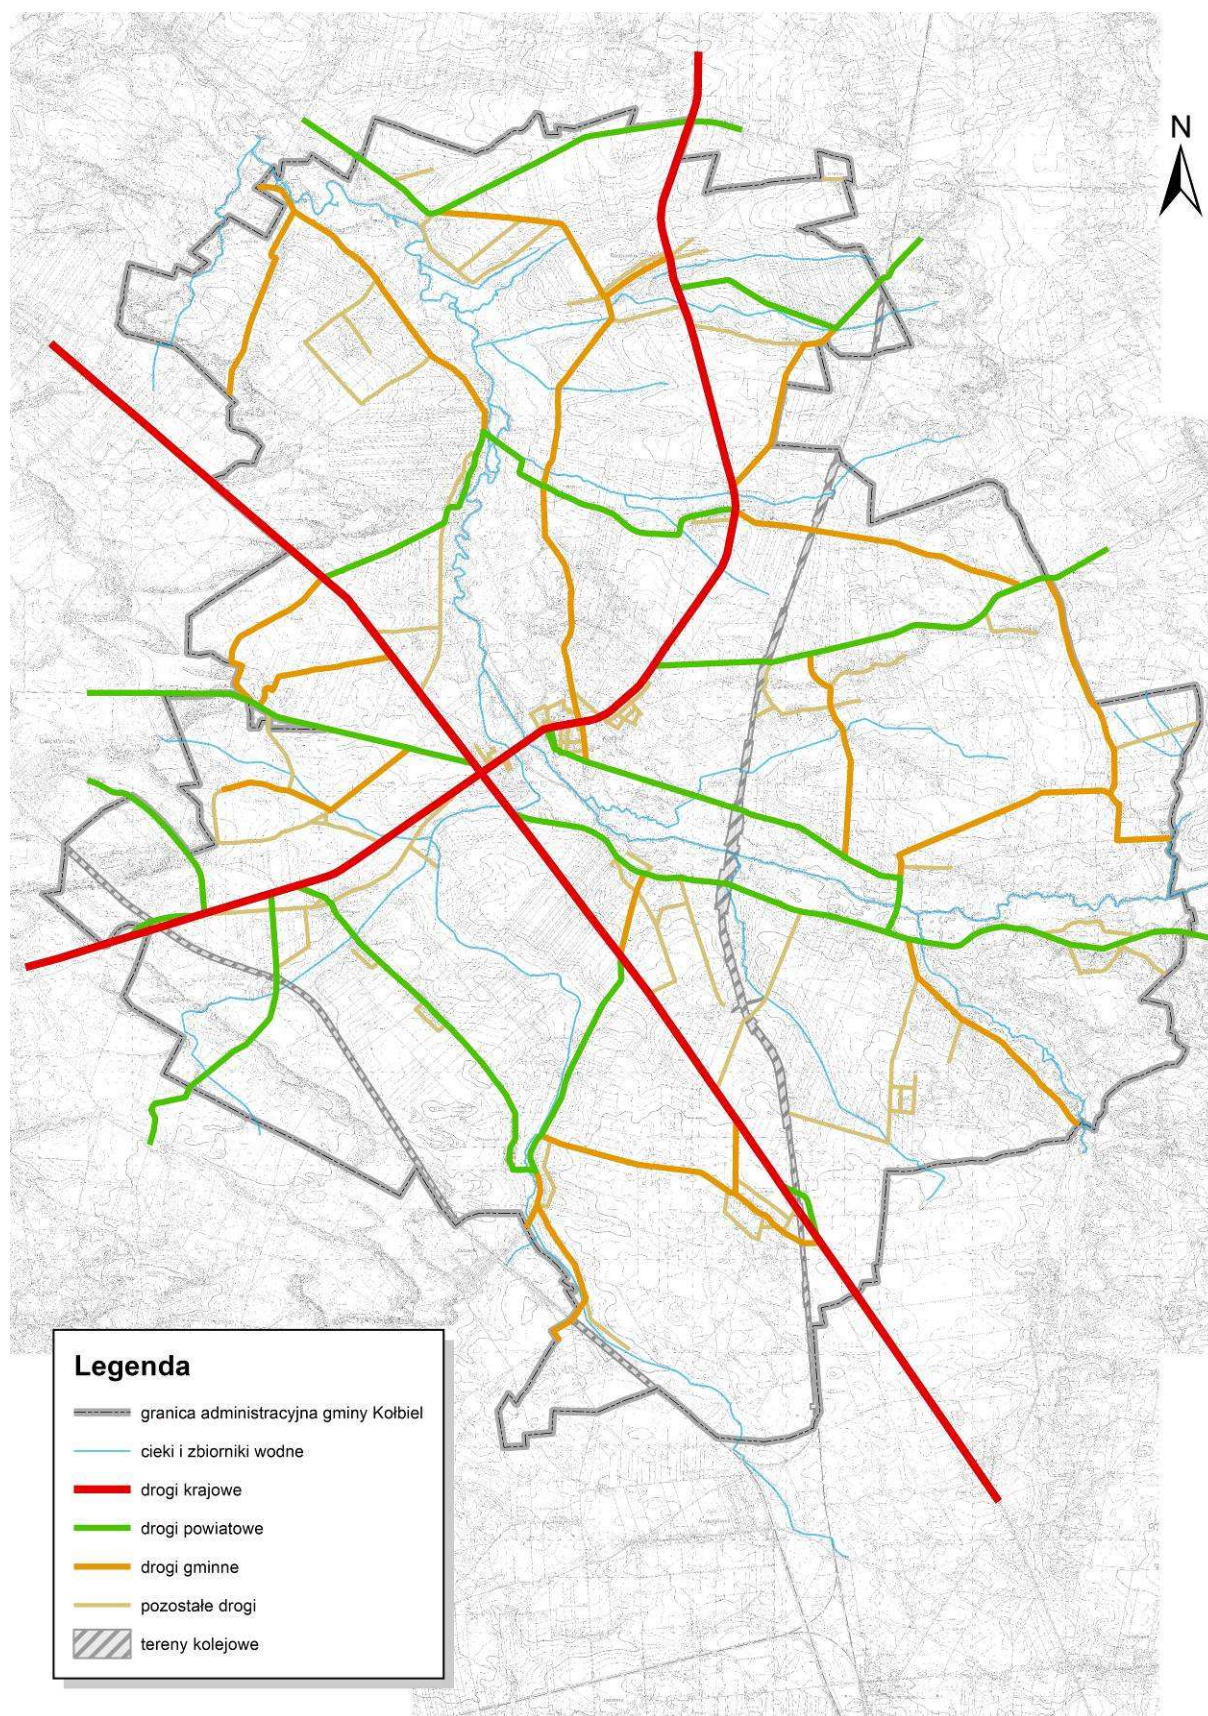 N
Legenda
granica administracyjna gminy Kołbiel
cieki i zbiorniki wodne
drogi krajowe
drogi powiatowe
drogi gminne
pozostałe drogi
tereny kolejowe